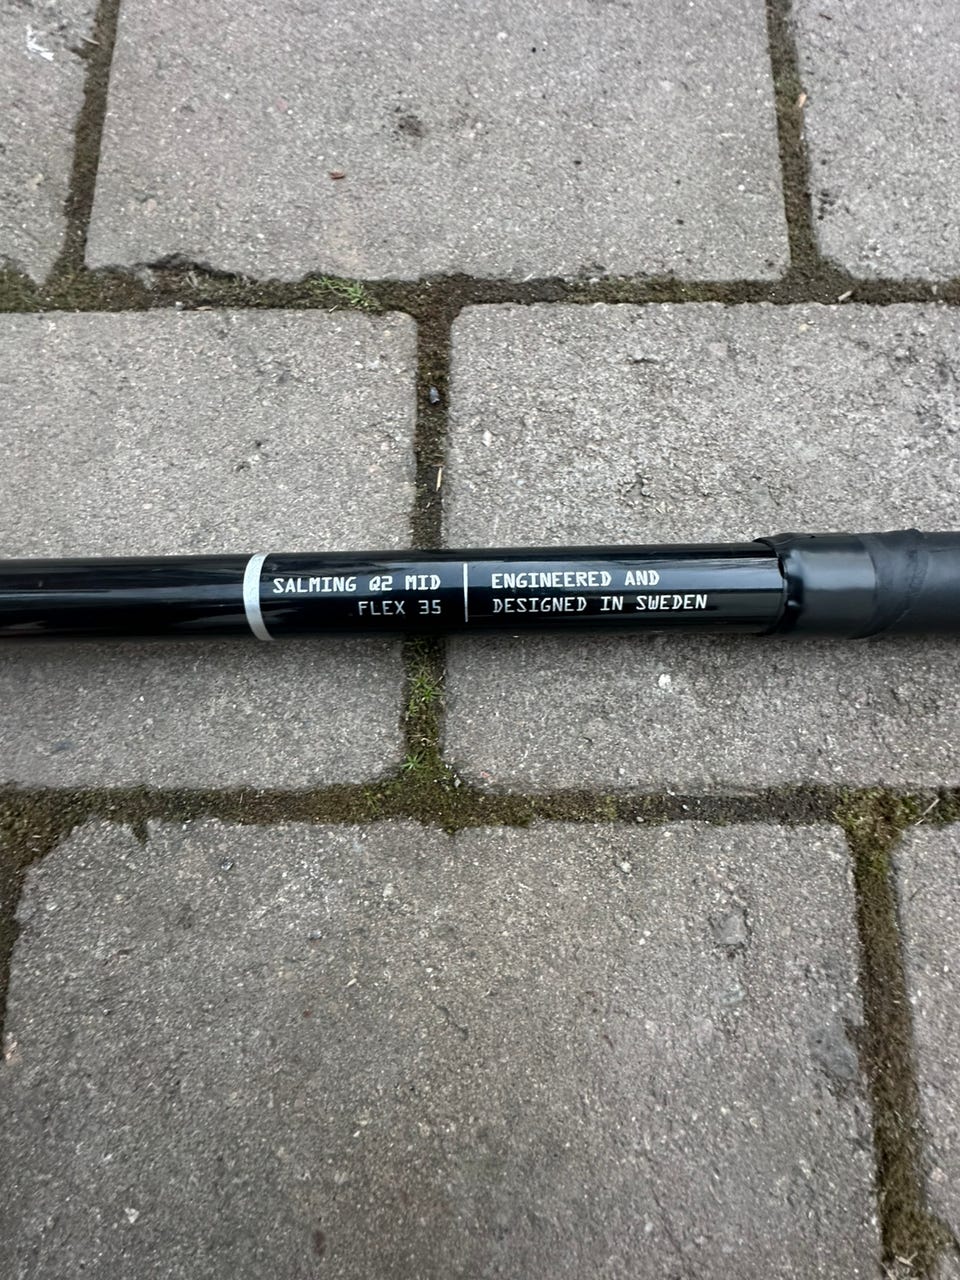 SALMING Q2 MID
FLEX 35
ENGINEERED AND
DESIGNED IN SWEDEN